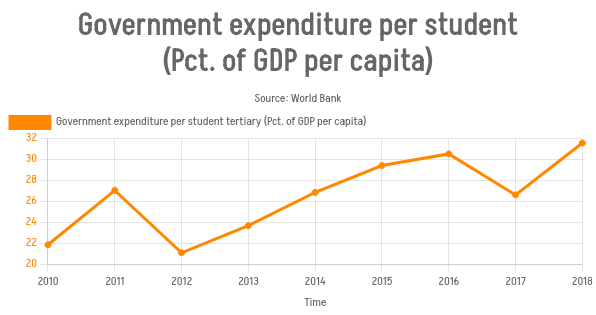 Government expenditure per student
(Pct. of GDP per capita)
Source: World Bank
Government expenditure per student tertiary (Pct. of GDP per capita)
32
30
28
26
24
22
20
2010 2011 2012 2013 2014 2015 2016 2017 2018
Time